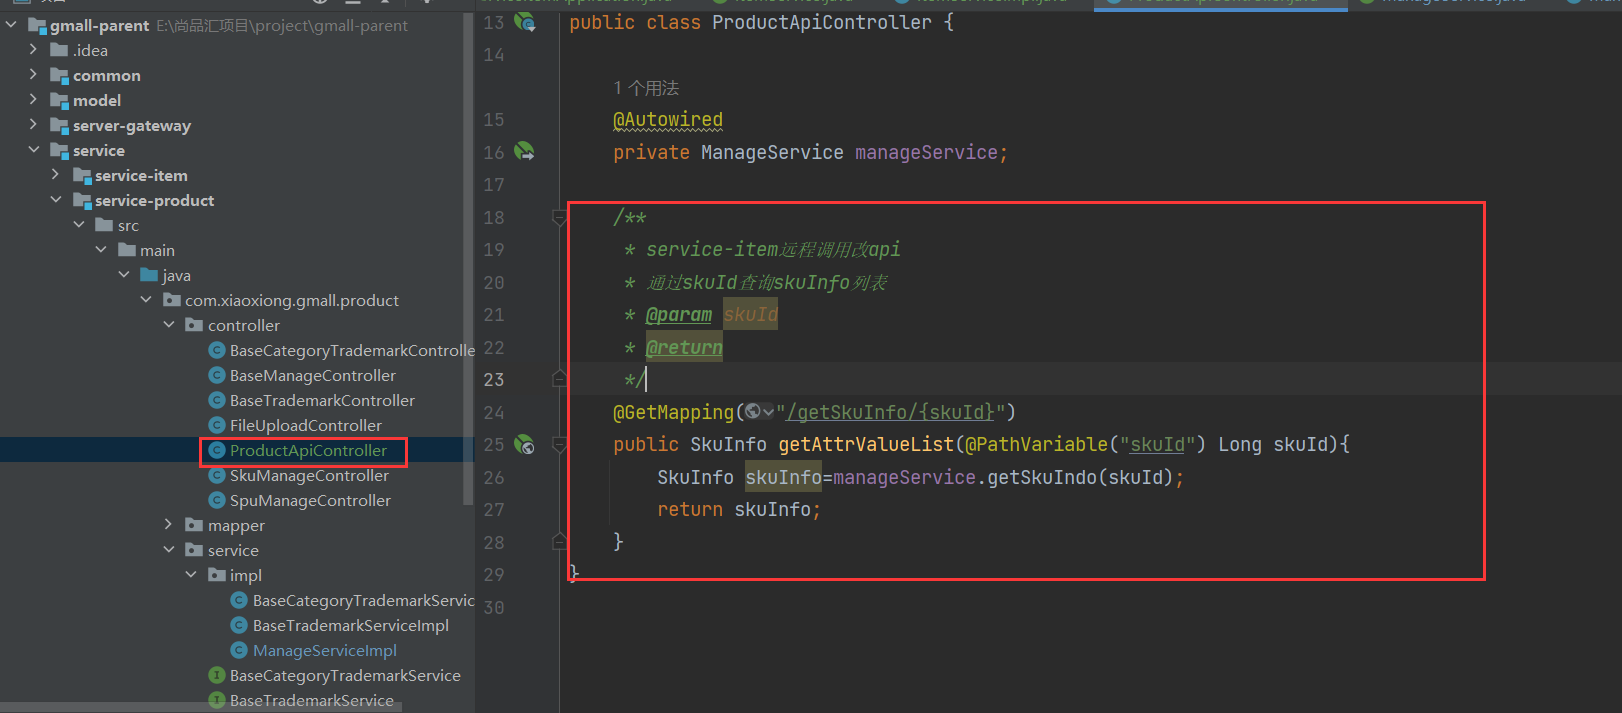 gmall-parent E:\尚品汇项目\project\gmall-parent
.idea
common
model
server-gateway
service
service-item
service-product
src
main
java
com.xiaoxiong.gmall.product
controller
BaseCategoryTrademarkControlle
BaseManageController
BaseTrademarkController
FileUploadController
ProductApiController
SkuManageController
SpuManageController
mapper
service
impl
BaseCategoryTrademarkServic
BaseTrademarkServiceImpl
ManageServiceImpl
BaseCategoryTrademarkService
BaseTrademarkService
13 public class ProductApiController {
14
1 个用法
15 @Autowired
16 private ManageService manageService;
17
18 /**
19 * service-item远程调用改api
20 * 通过skuId查询skuInfo列表
21 * @param skuId
22 * @return
23 */
24 @GetMapping("/getSkuInfo/{skuId}")
25 public SkuInfo getAttrValueList(@PathVariable("skuId") Long skuId){
26 SkuInfo skuInfo=manageService.getSkuIndo(skuId);
27 return skuInfo;
28 }
29 }
30